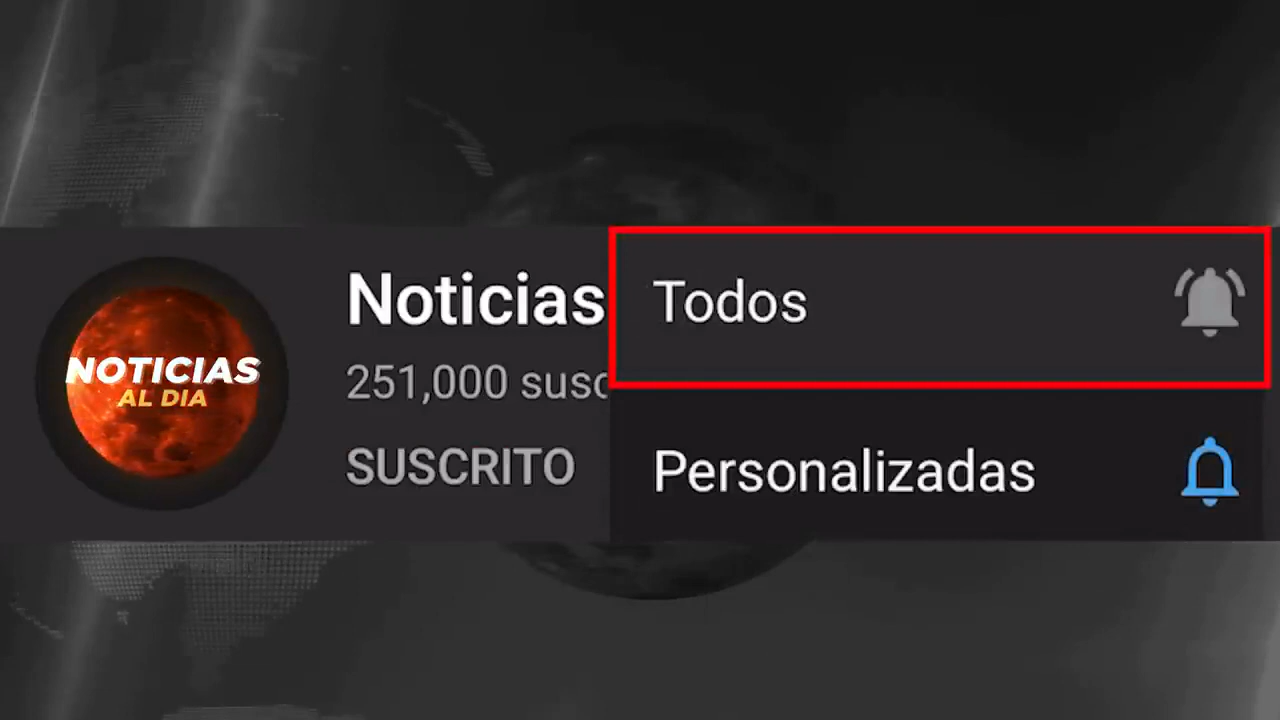 NOTICIAS
AL DIA
Noticias
251,000 susc
SUSCRITO
Todos
Personalizadas